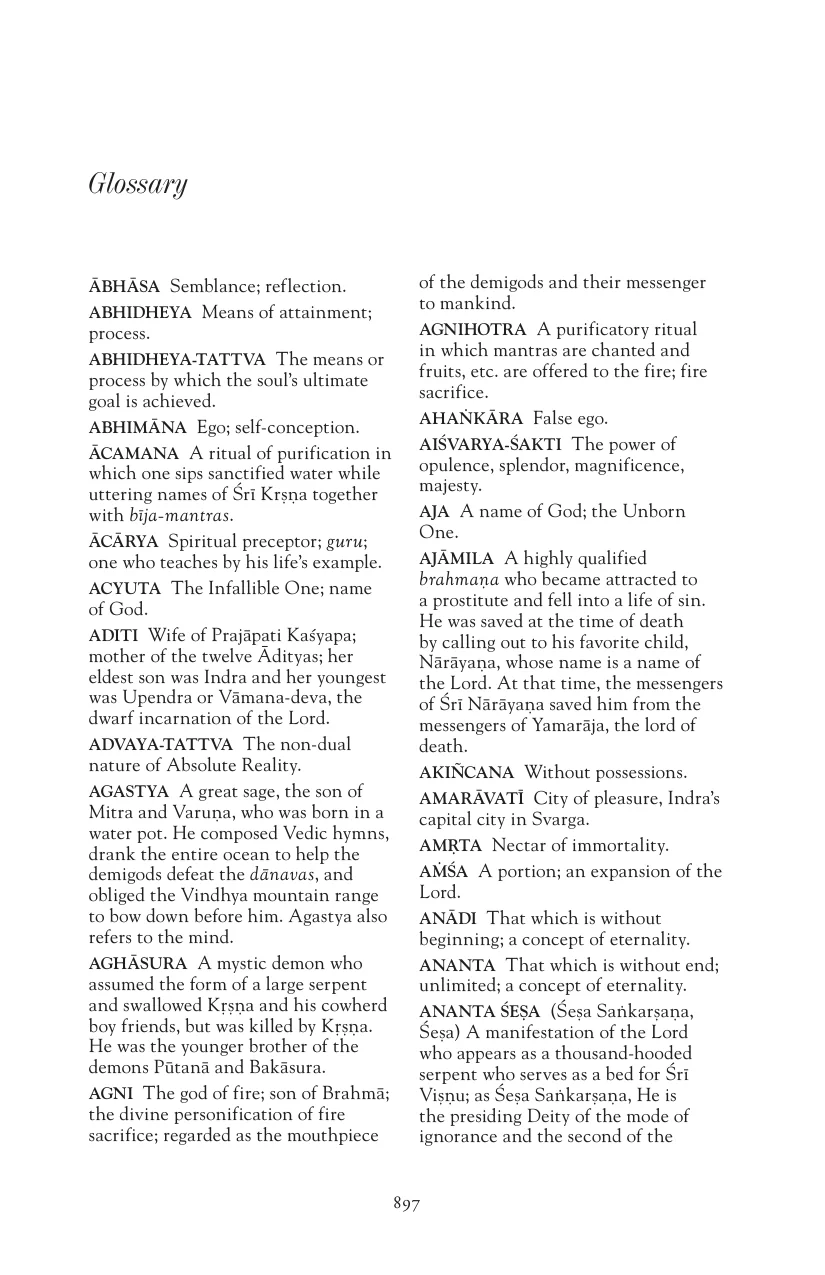 Glossary
ĀBHĀSA Semblance; reflection.
ABHIDHEYA Means of attainment;
process.
ABHIDHEYA-TATTVA The means or
process by which the soul’s ultimate
goal is achieved.
ABHIMĀNA Ego; self-conception.
ĀCAMANA A ritual of purification in
which one sips sanctified water while
uttering names of Śrī Kṛṣṇa together
with bīja-mantras.
ĀCĀRYA Spiritual preceptor; guru;
one who teaches by his life’s example.
ACYUTA The Infallible One; name
of God.
ADITI Wife of Prajāpati Kaśyapa;
mother of the twelve Ādityas; her
eldest son was Indra and her youngest
was Upendra or Vāmana-deva, the
dwarf incarnation of the Lord.
ADVAYA-TATTVA The non-dual
nature of Absolute Reality.
AGASTYA A great sage, the son of
Mitra and Varuṇa, who was born in a
water pot. He composed Vedic hymns,
drank the entire ocean to help the
demigods defeat the dānavas, and
obliged the Vindhya mountain range
to bow down before him. Agastya also
refers to the mind.
AGHĀSURA A mystic demon who
assumed the form of a large serpent
and swallowed Kṛṣṇa and his cowherd
boy friends, but was killed by Kṛṣṇa.
He was the younger brother of the
demons Pūtanā and Bakāsura.
AGNI The god of fire; son of Brahmā;
the divine personification of fire
sacrifice; regarded as the mouthpiece
of the demigods and their messenger
to mankind.
AGNIHOTRA A purificatory ritual
in which mantras are chanted and
fruits, etc. are offered to the fire; fire
sacrifice.
AHAṄKĀRA False ego.
AIŚVARYA-ŚAKTI The power of
opulence, splendor, magnificence,
majesty.
AJA A name of God; the Unborn
One.
AJĀMILA A highly qualified
brahmaṇa who became attracted to
a prostitute and fell into a life of sin.
He was saved at the time of death
by calling out to his favorite child,
Nārāyaṇa, whose name is a name of
the Lord. At that time, the messengers
of Śrī Nārāyaṇa saved him from the
messengers of Yamarāja, the lord of
death.
AKIÑCANA Without possessions.
AMARĀVATĪ City of pleasure, Indra’s
capital city in Svarga.
AMṚTA Nectar of immortality.
AṀŚA A portion; an expansion of the
Lord.
ANĀDI That which is without
beginning; a concept of eternality.
ANANTA That which is without end;
unlimited; a concept of eternality.
ANANTA ŚEṢA (Śeṣa Saṅkarṣaṇa,
Śeṣa) A manifestation of the Lord
who appears as a thousand-hooded
serpent who serves as a bed for Śrī
Viṣṇu; as Śeṣa Saṅkarṣaṇa, He is
the presiding Deity of the mode of
ignorance and the second of the
897